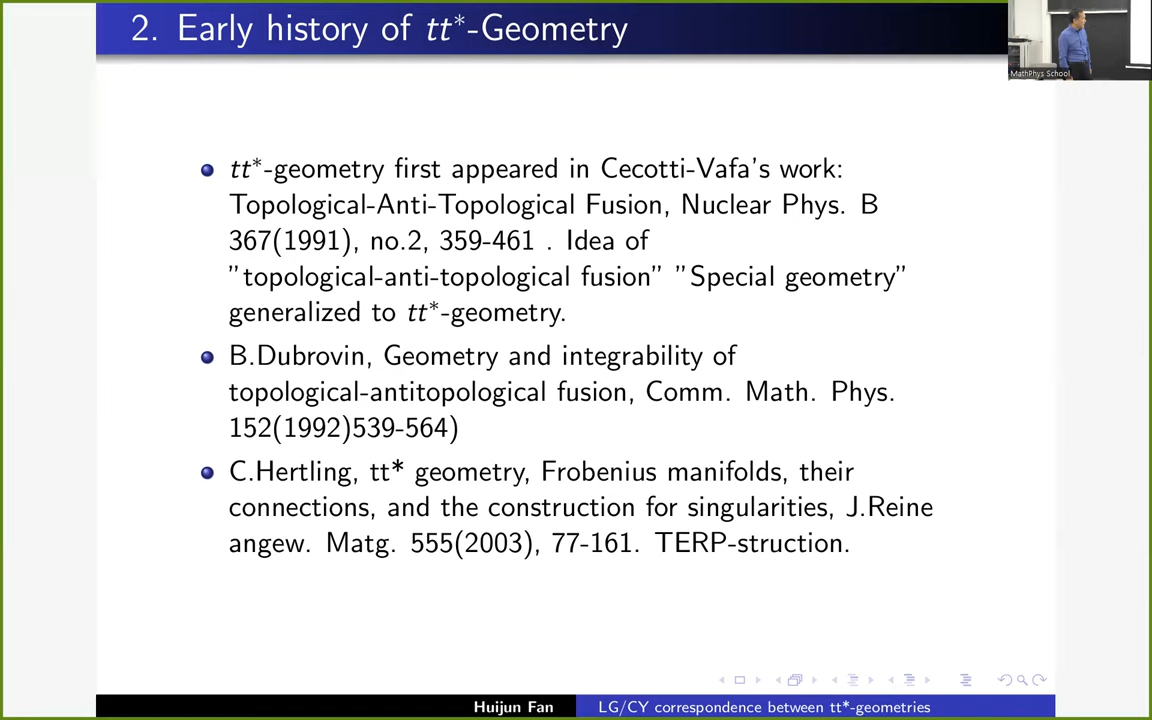 2. Early history of tt*-Geometry
MathPhys School
tt*-geometry first appeared in Cecotti-Vafa's work:
Topological-Anti-Topological Fusion, Nuclear Phys. B
367(1991), no.2, 359-461 . Idea of
"topological-anti-topological fusion" "Special geometry"
generalized to tt*-geometry.
B.Dubrovin, Geometry and integrability of
topological-antitopological fusion, Comm. Math. Phys.
152(1992)539-564)
C.Hertling, tt* geometry, Frobenius manifolds, their
connections, and the construction for singularities, J.Reine
angew. Matg. 555(2003), 77-161. TERP-struction.
Huijun Fan
LG/CY correspondence between tt*-geometries